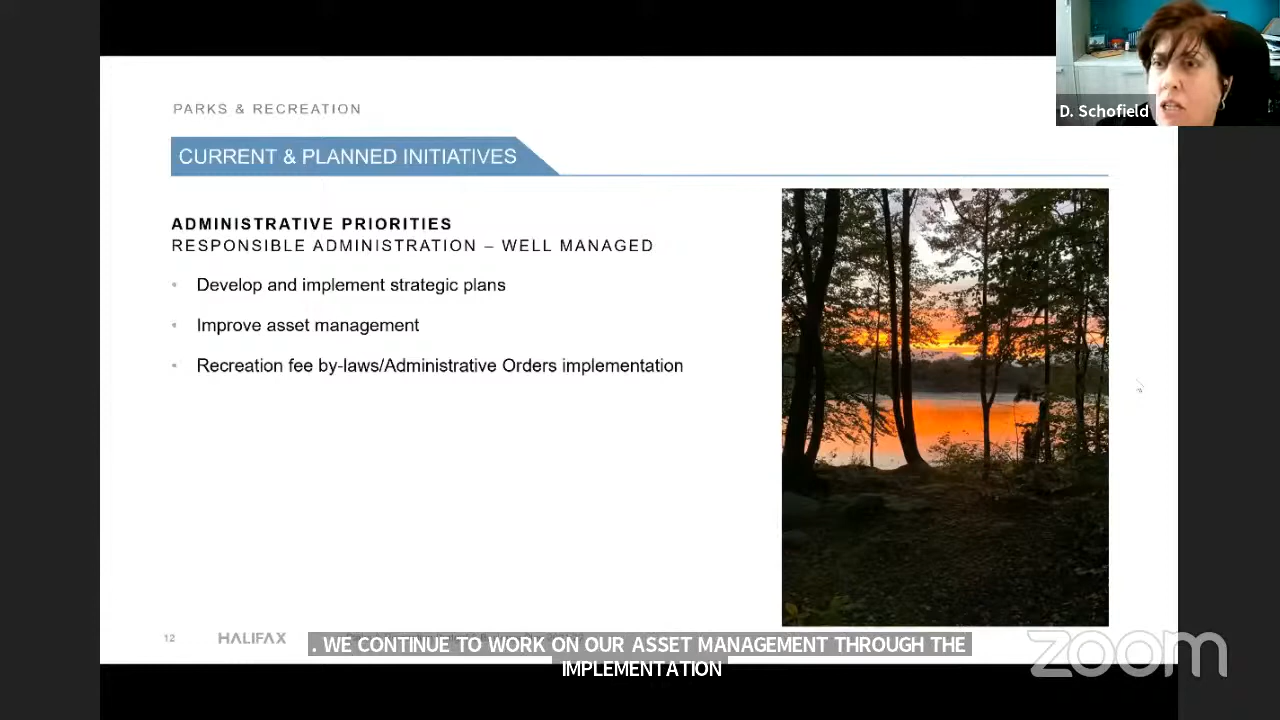 D. Schofield
PARKS & RECREATION
CURRENT & PLANNED INITIATIVES
ADMINISTRATIVE PRIORITIES
RESPONSIBLE ADMINISTRATION – WELL MANAGED
• Develop and implement strategic plans
• Improve asset management
• Recreation fee by-laws/Administrative Orders implementation
12
HALIFAX
. WE CONTINUE TO WORK ON OUR ASSET MANAGEMENT THROUGH THE
IMPLEMENTATION
zoom